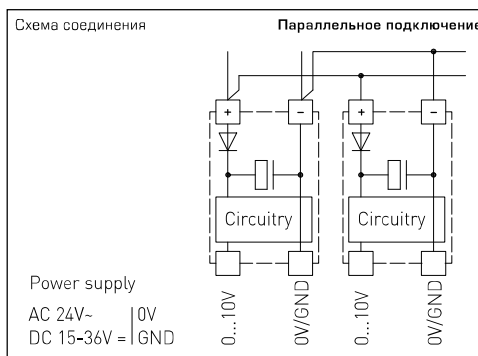 Схема соединения
Параллельное подключение
+
–
+
–
Circuitry
Circuitry
Power supply
AC 24V~ 0V
DC 15-36V = GND
0...10V
0V/GND
0...10V
0V/GND